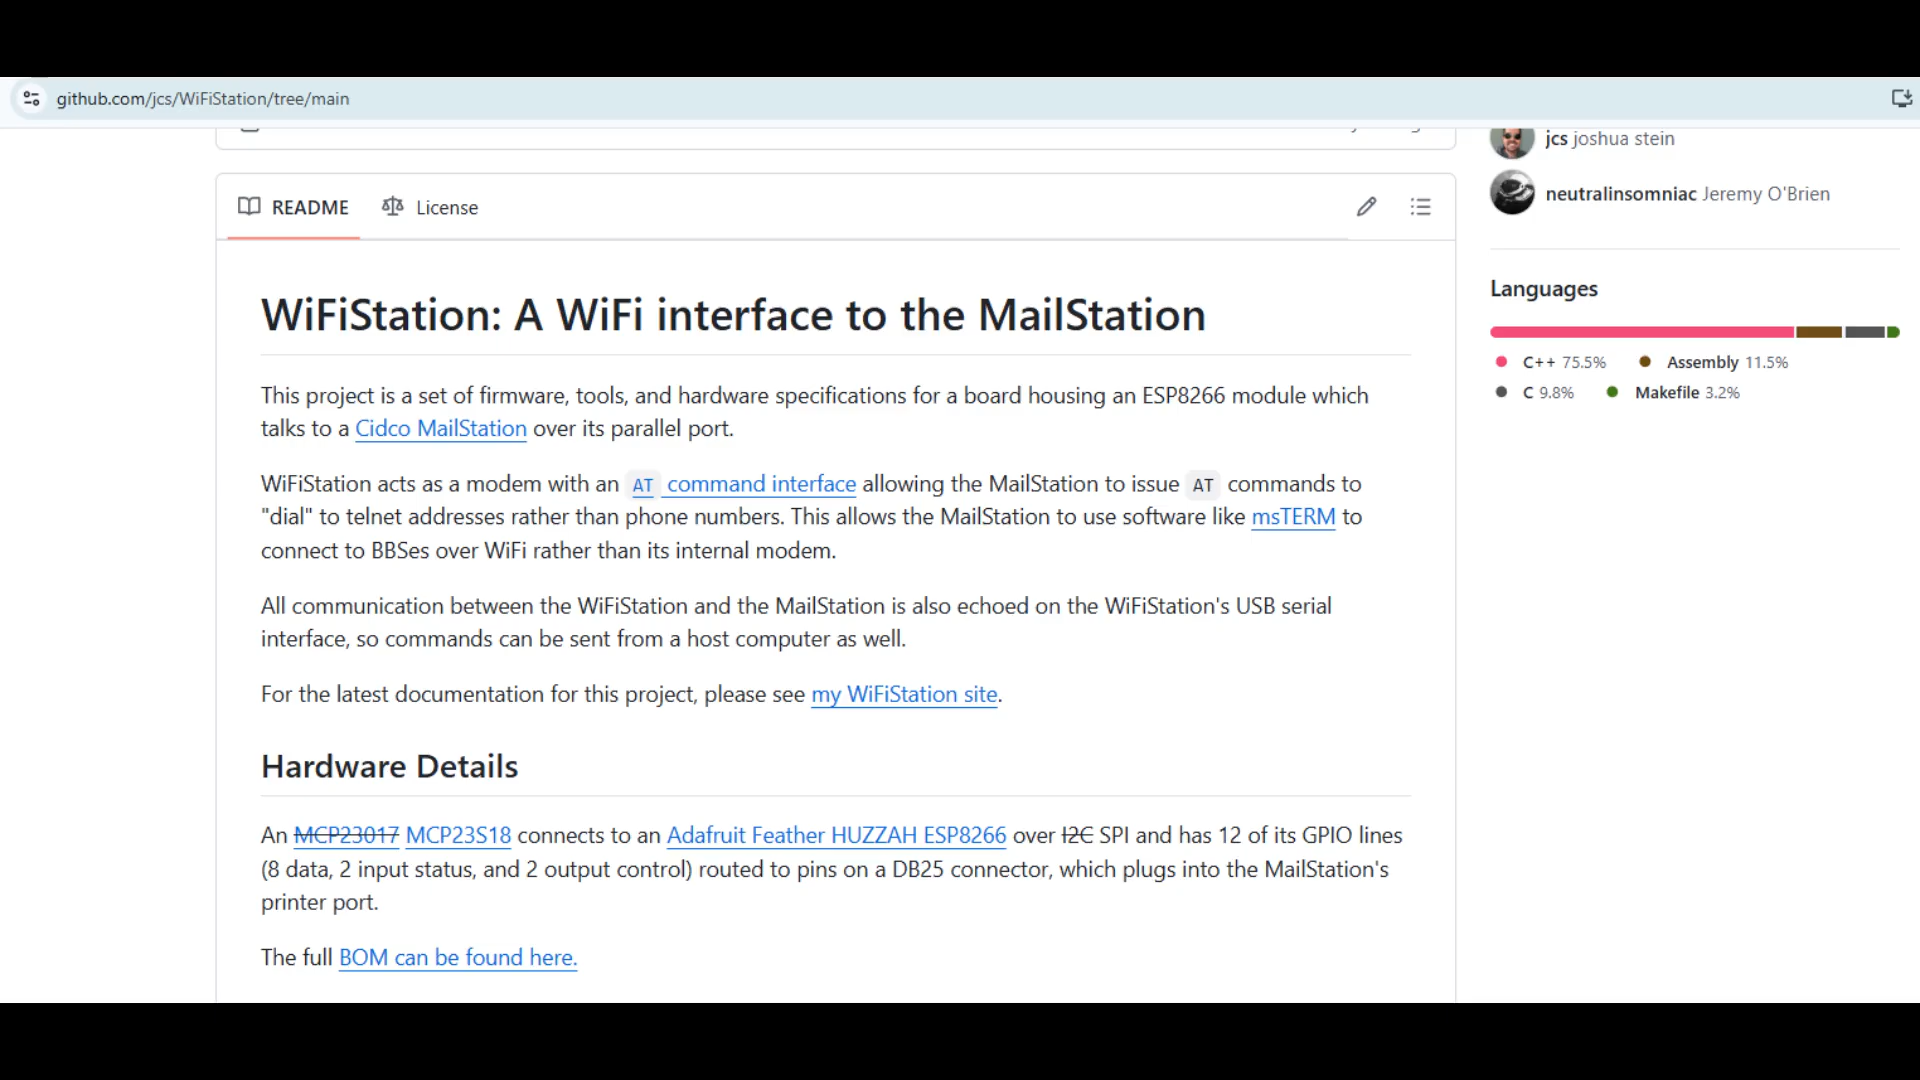 github.com/jcs/WiFiStation/tree/main
jcs joshua stein
neutralinsomniac Jeremy O'Brien
README License
Languages
C++ 75.5% Assembly 11.5%
C 9.8% Makefile 3.2%
WiFiStation: A WiFi interface to the MailStation
This project is a set of firmware, tools, and hardware specifications for a board housing an ESP8266 module which
talks to a Cidco MailStation over its parallel port.
WiFiStation acts as a modem with an AT command interface allowing the MailStation to issue AT commands to
"dial" to telnet addresses rather than phone numbers. This allows the MailStation to use software like msTERM to
connect to BBSes over WiFi rather than its internal modem.
All communication between the WiFiStation and the MailStation is also echoed on the WiFiStation's USB serial
interface, so commands can be sent from a host computer as well.
For the latest documentation for this project, please see my WiFiStation site.
Hardware Details
An MCP23017 MCP23S18 connects to an Adafruit Feather HUZZAH ESP8266 over I2C SPI and has 12 of its GPIO lines
(8 data, 2 input status, and 2 output control) routed to pins on a DB25 connector, which plugs into the MailStation's
printer port.
The full BOM can be found here.